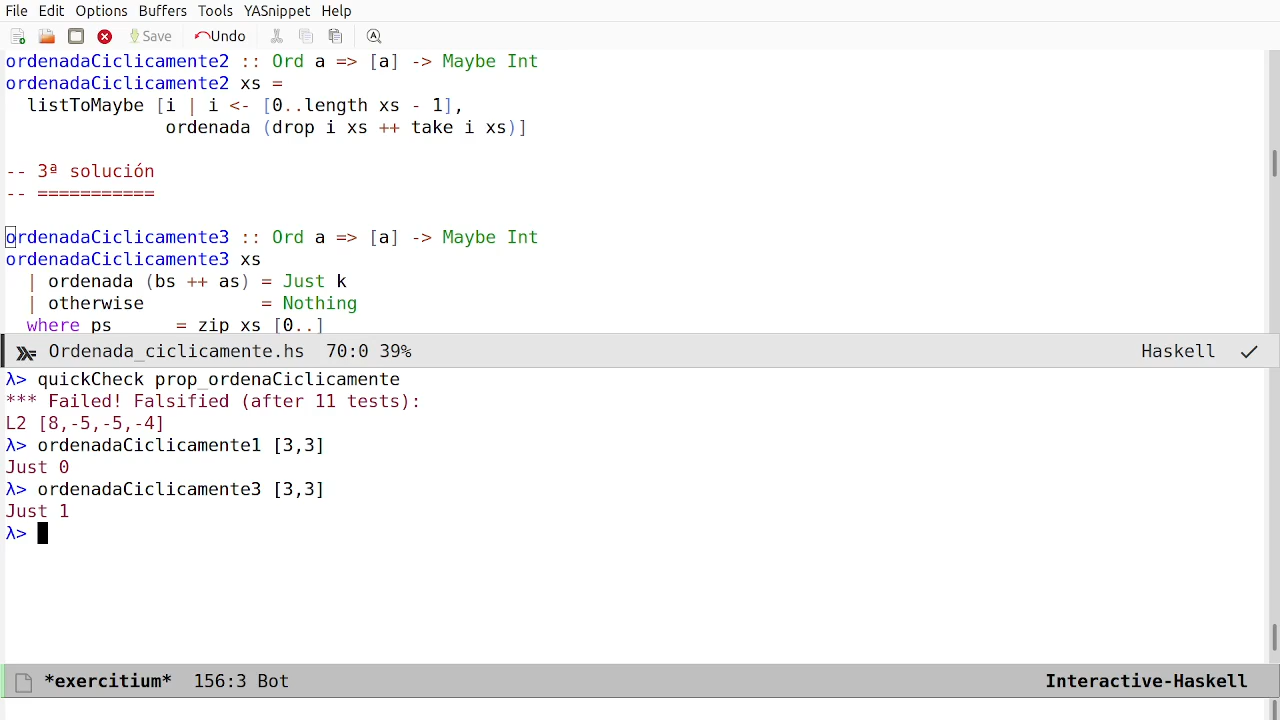 File Edit Options Buffers Tools YASnippet Help
Save Undo
ordenadaCiclicamente2 :: Ord a => [a] -> Maybe Int
ordenadaCiclicamente2 xs =
  listToMaybe [i | i <- [0..length xs - 1],
               ordenada (drop i xs ++ take i xs)]
-- 3ª solución
-- ===========
ordenadaCiclicamente3 :: Ord a => [a] -> Maybe Int
ordenadaCiclicamente3 xs
  | ordenada (bs ++ as) = Just k
  | otherwise           = Nothing
  where ps      = zip xs [0..]
Ordenada_ciclicamente.hs 70:0 39% Haskell ✓
λ> quickCheck prop_ordenaCiclicamente
*** Failed! Falsified (after 11 tests):
L2 [8,-5,-5,-4]
λ> ordenadaCiclicamente1 [3,3]
Just 0
λ> ordenadaCiclicamente3 [3,3]
Just 1
λ>
*exercitium* 156:3 Bot Interactive-Haskell